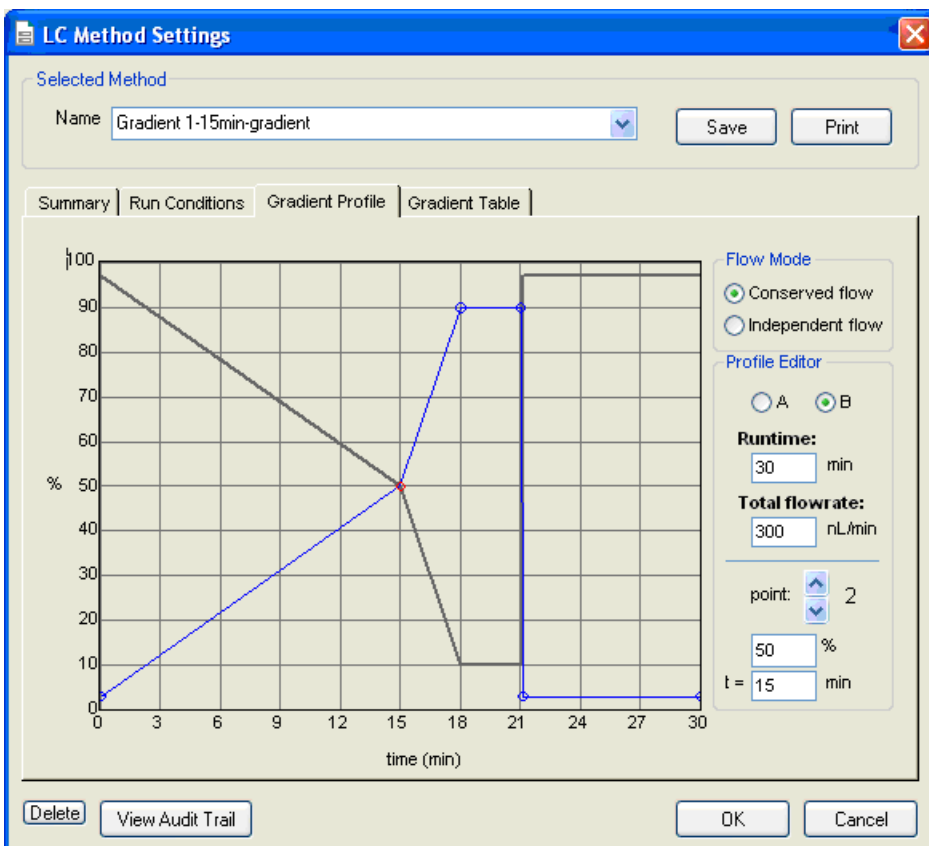 LC Method Settings
Selected Method
Name Gradient 1-15min-gradient Save Print
Summary Run Conditions Gradient Profile Gradient Table
100
90
80
70
60
% 50
40
30
20
10
0
0 3 6 9 12 15 18 21 24 27 30
time (min)
Flow Mode
Conserved flow
Independent flow
Profile Editor
A B
Runtime:
30 min
Total flowrate:
300 nL/min
point: 2
50 %
t = 15 min
Delete View Audit Trail OK Cancel